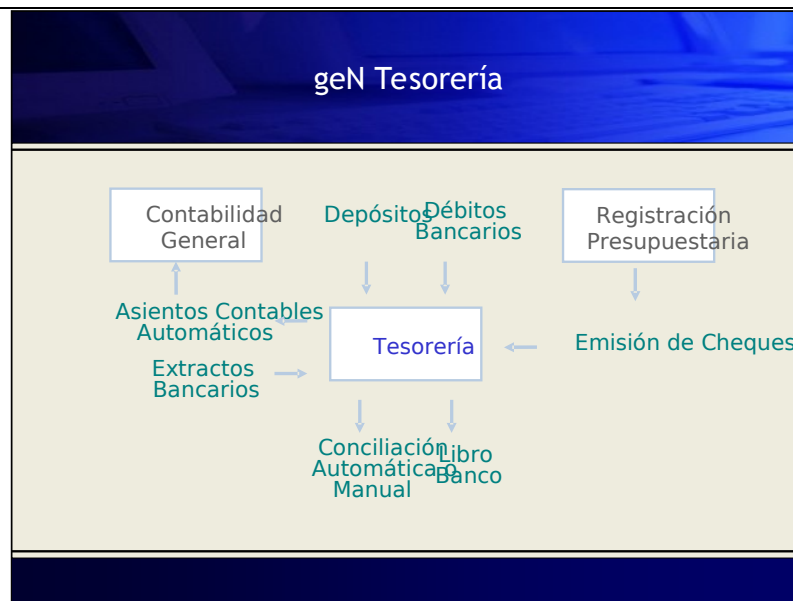 geN Tesorería
Contabilidad
General
Depósitos
Débitos
Bancarios
Registración
Presupuestaria
Asientos Contables
Automáticos
Tesorería
Emisión de Cheques
Extractos
Bancarios
Conciliación
Automática o
Manual
Libro
Banco